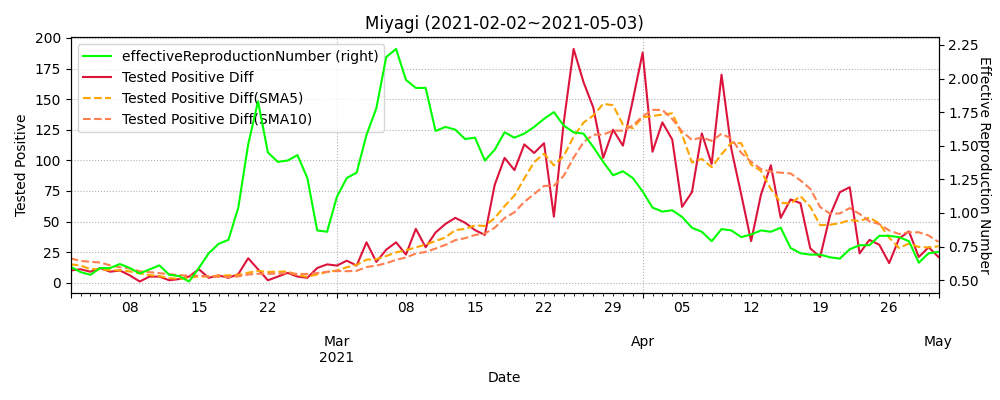 Miyagi (2021-02-02~2021-05-03)
effectiveReproductionNumber (right)
Tested Positive Diff
Tested Positive Diff(SMA5)
Tested Positive Diff(SMA10)
Tested Positive
200
175
150
125
100
75
50
25
0
2.25
2.00
1.75
1.50
1.25
1.00
0.75
0.50
Effective Reproduction Number
08 15 22 08 15 22 29 05 12 19 26
Mar Apr May
2021
Date